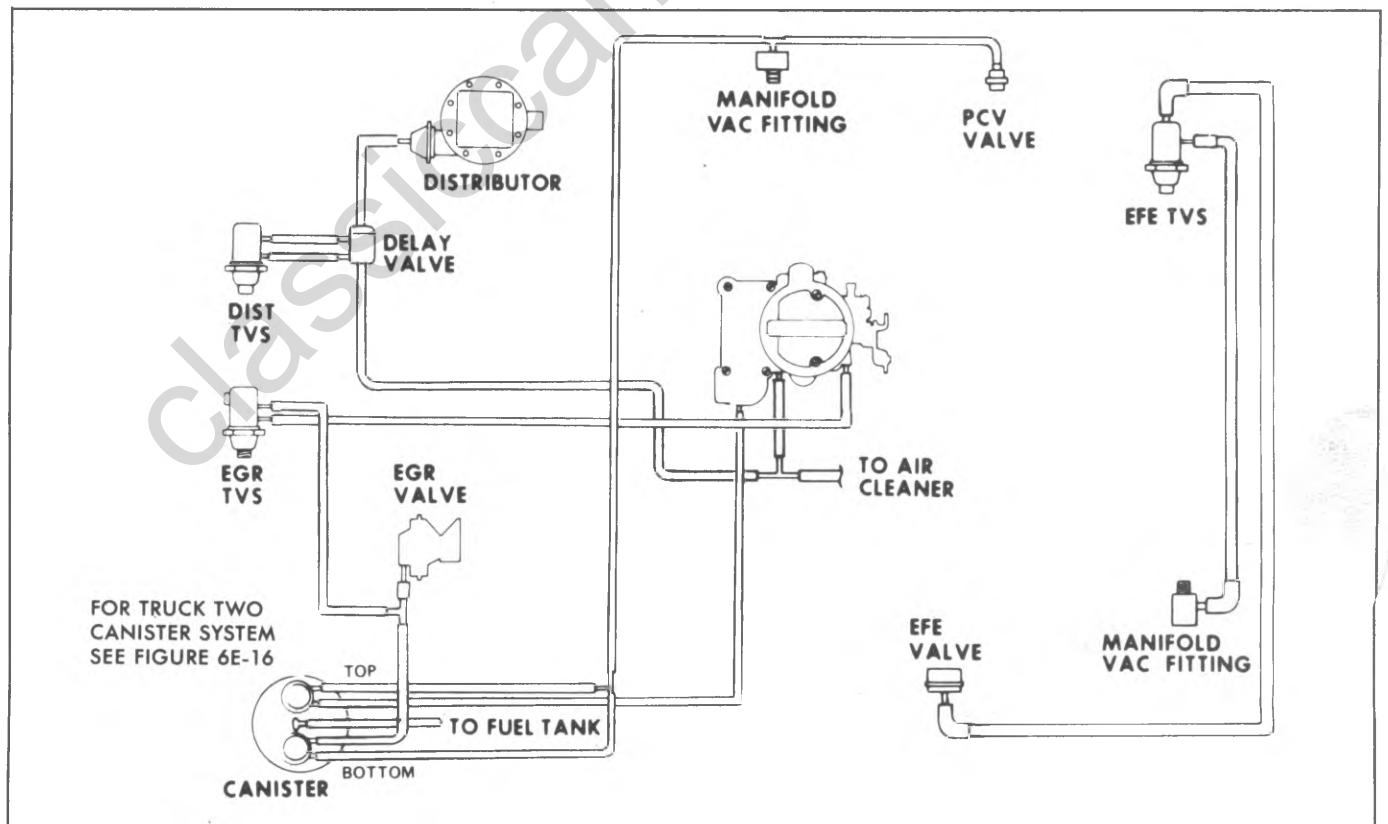 MANIFOLD
VAC FITTING
PCV
VALVE
DISTRIBUTOR
EFE TVS
DELAY
VALVE
DIST
TVS
EGR
TVS
EGR
VALVE
TO AIR
CLEANER
FOR TRUCK TWO
CANISTER SYSTEM
SEE FIGURE 6E-16
EFE
VALVE
MANIFOLD
VAC FITTING
TOP
TO FUEL TANK
BOTTOM
CANISTER
classiccar